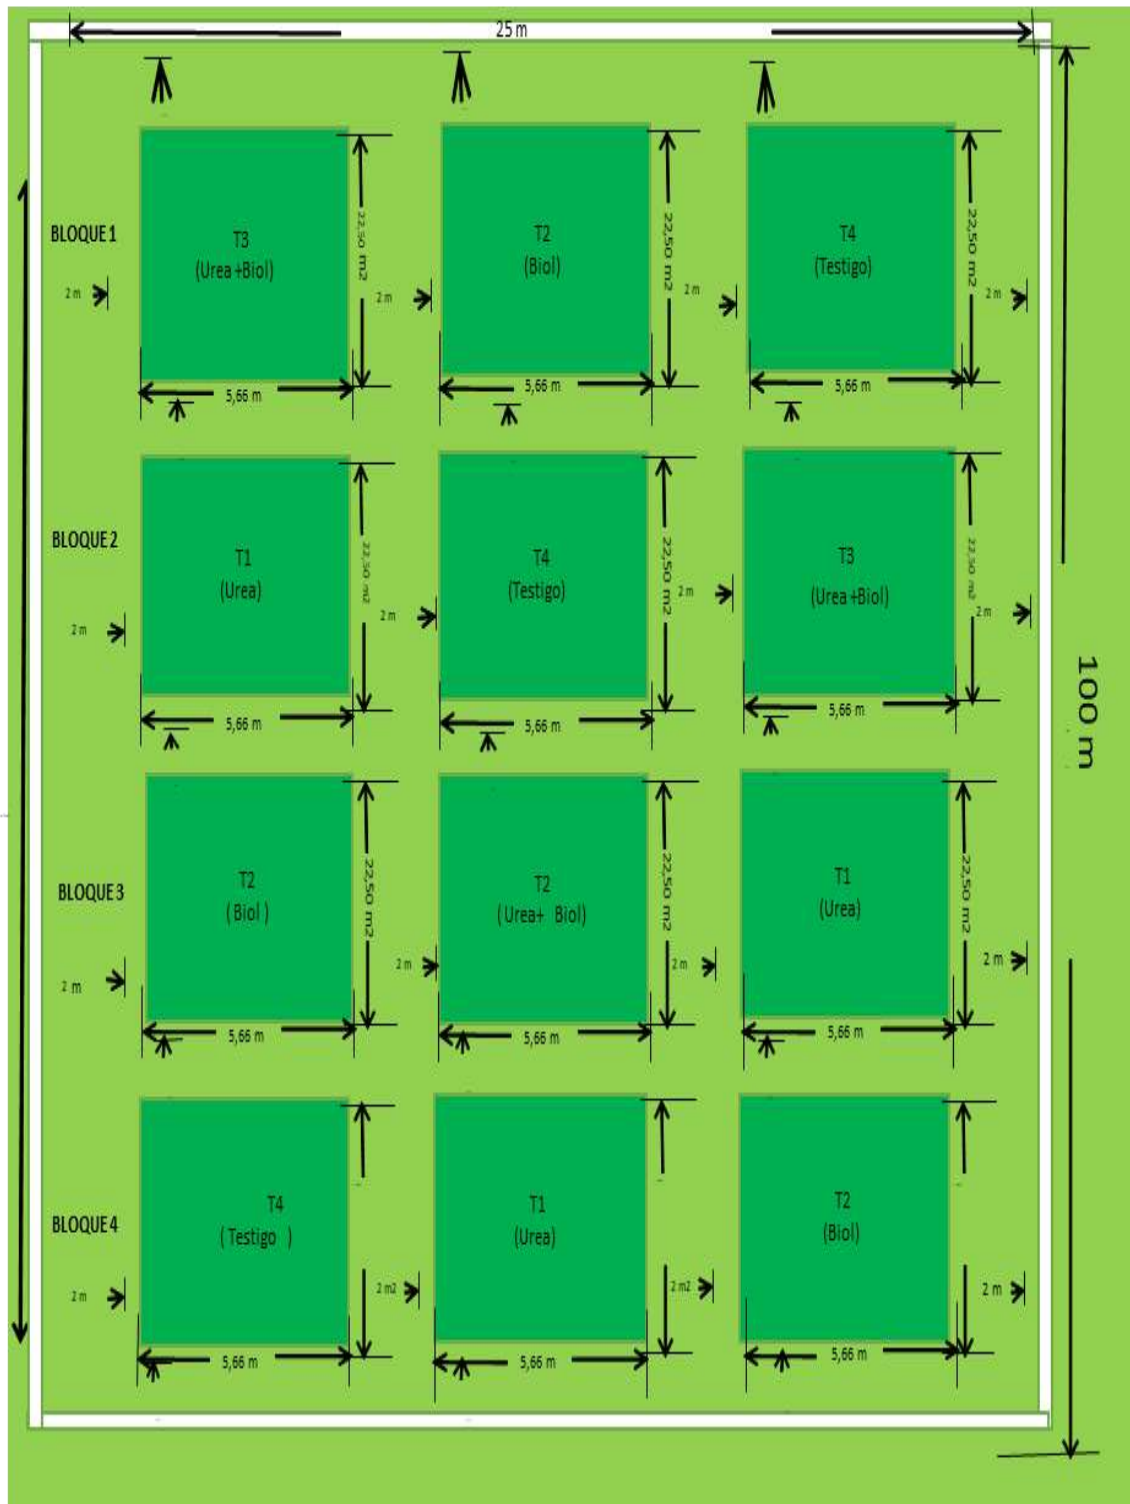 25 m
BLOQUE 1
T3
(Urea +Biol)
22,50 m2
T2
(Biol)
22,50 m2
T4
(Testigo)
22,50 m2
2 m
2 m
2 m
2 m
5,66 m
5,66 m
5,66 m
BLOQUE 2
T1
(Urea)
22,50 m2
T4
(Testigo)
22,50 m2
T3
(Urea +Biol)
22,50 m2
2 m
2 m
2 m
2 m
5,66 m
5,66 m
5,66 m
100 m
BLOQUE 3
T2
( Biol )
22,50 m2
T2
(Urea+ Biol)
22,50 m2
T1
(Urea)
22,50 m2
2 m
2 m
2 m
2 m
5,66 m
5,66 m
5,66 m
BLOQUE 4
T4
( Testigo )
T1
(Urea)
T2
(Biol)
2 m
2 m2
2 m2
2 m
5,66 m
5,66 m
5,66 m